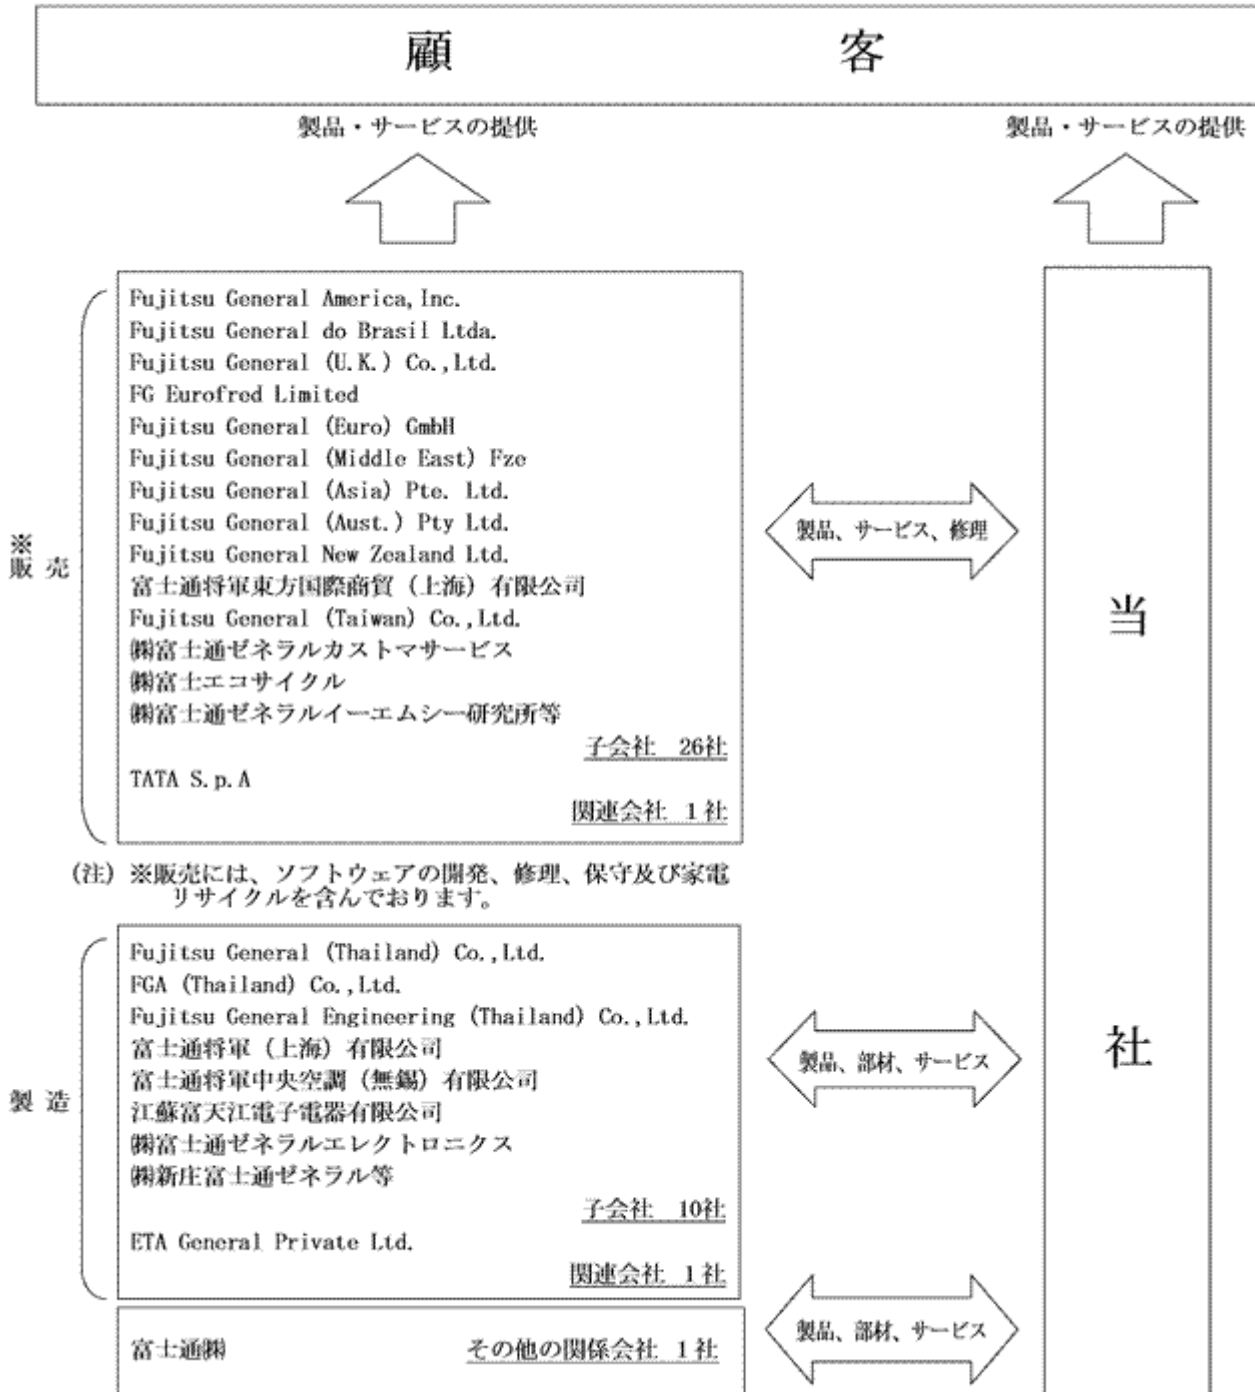 顧客
製品・サービスの提供
製品・サービスの提供
※
販売
Fujitsu General America,Inc.
Fujitsu General do Brasil Ltda.
Fujitsu General (U.K.) Co.,Ltd.
FG Eurofred Limited
Fujitsu General (Euro) GmbH
Fujitsu General (Middle East) Fze
Fujitsu General (Asia) Pte. Ltd.
Fujitsu General (Aust.) Pty Ltd.
Fujitsu General New Zealand Ltd.
富士通将軍東方国際商貿（上海）有限公司
Fujitsu General (Taiwan) Co.,Ltd.
㈱富士通ゼネラルカストマサービス
㈱富士エコサイクル
㈱富士通ゼネラルイーエムシー研究所等
子会社 26社
TATA S.p.A
関連会社 1社
製品、サービス、修理
当社
(注) ※販売には、ソフトウェアの開発、修理、保守及び家電
リサイクルを含んでおります。
製造
Fujitsu General (Thailand) Co.,Ltd.
FGA (Thailand) Co.,Ltd.
Fujitsu General Engineering (Thailand) Co.,Ltd.
富士通将軍（上海）有限公司
富士通将軍中央空調（無錫）有限公司
江蘇富天江電子電器有限公司
㈱富士通ゼネラルエレクトロニクス
㈱新庄富士通ゼネラル等
子会社 10社
ETA General Private Ltd.
関連会社 1社
製品、部材、サービス
富士通㈱ その他の関係会社 1社
製品、部材、サービス